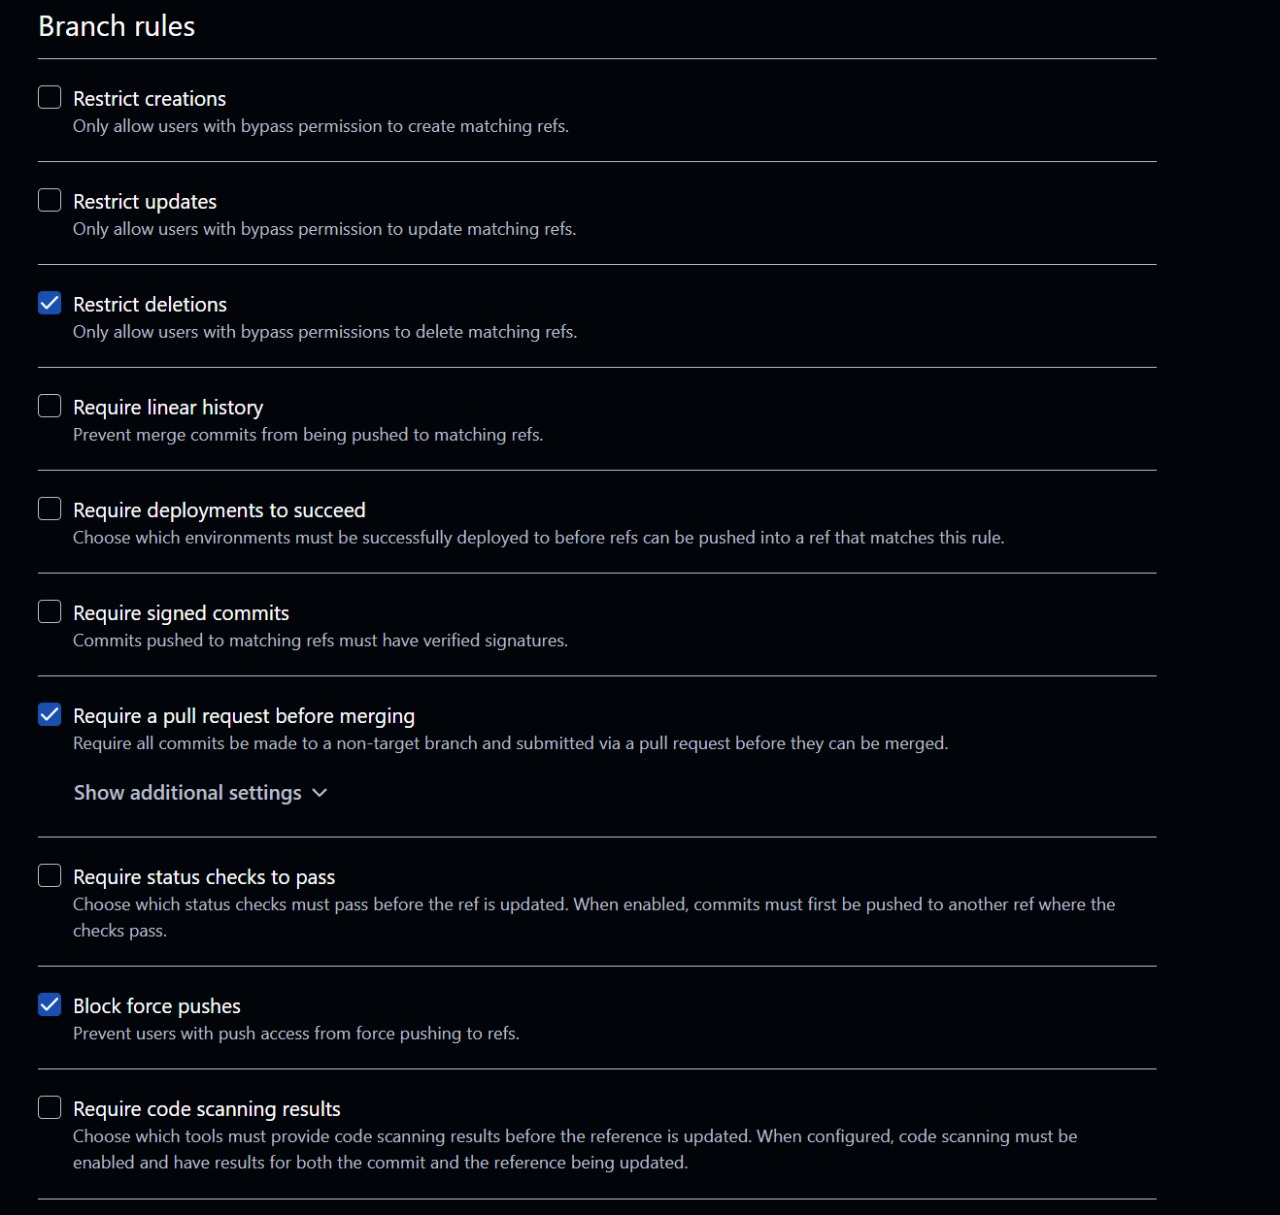 Branch rules
Restrict creations
Only allow users with bypass permission to create matching refs.
Restrict updates
Only allow users with bypass permission to update matching refs.
Restrict deletions
Only allow users with bypass permissions to delete matching refs.
Require linear history
Prevent merge commits from being pushed to matching refs.
Require deployments to succeed
Choose which environments must be successfully deployed to before refs can be pushed into a ref that matches this rule.
Require signed commits
Commits pushed to matching refs must have verified signatures.
Require a pull request before merging
Require all commits be made to a non-target branch and submitted via a pull request before they can be merged.
Show additional settings
Require status checks to pass
Choose which status checks must pass before the ref is updated. When enabled, commits must first be pushed to another ref where the
checks pass.
Block force pushes
Prevent users with push access from force pushing to refs.
Require code scanning results
Choose which tools must provide code scanning results before the reference is updated. When configured, code scanning must be
enabled and have results for both the commit and the reference being updated.